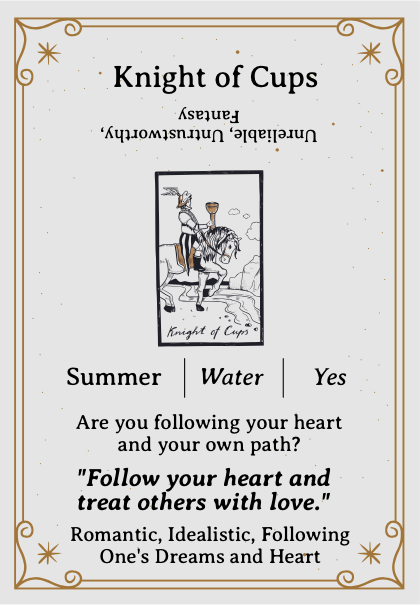 Knight of Cups
Unreliable, Untrustworthy,
Fantasy
Knight of Cups
Summer | Water | Yes
Are you following your heart
and your own path?
"Follow your heart and
treat others with love."
Romantic, Idealistic, Following
One's Dreams and Heart